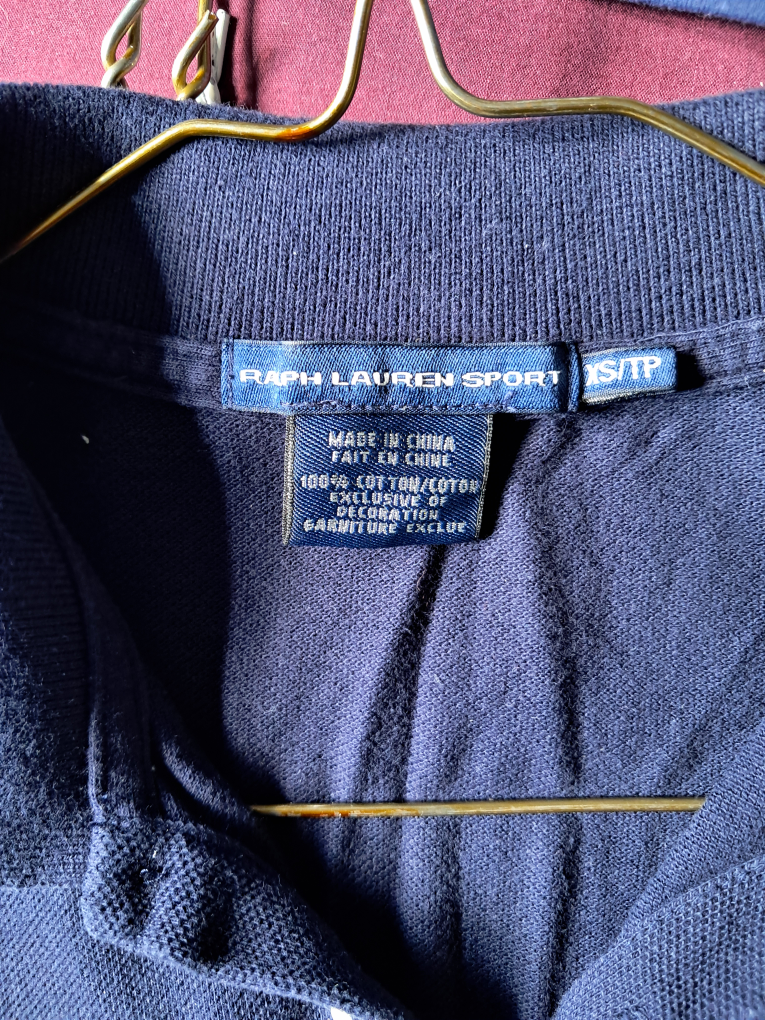 RALPH LAUREN SPORT
XS/TP
MADE IN CHINA
FAIT EN CHINE
100% COTTON/COTON
EXCLUSIVE OF
DECORATION
GARNITURE EXCLUE